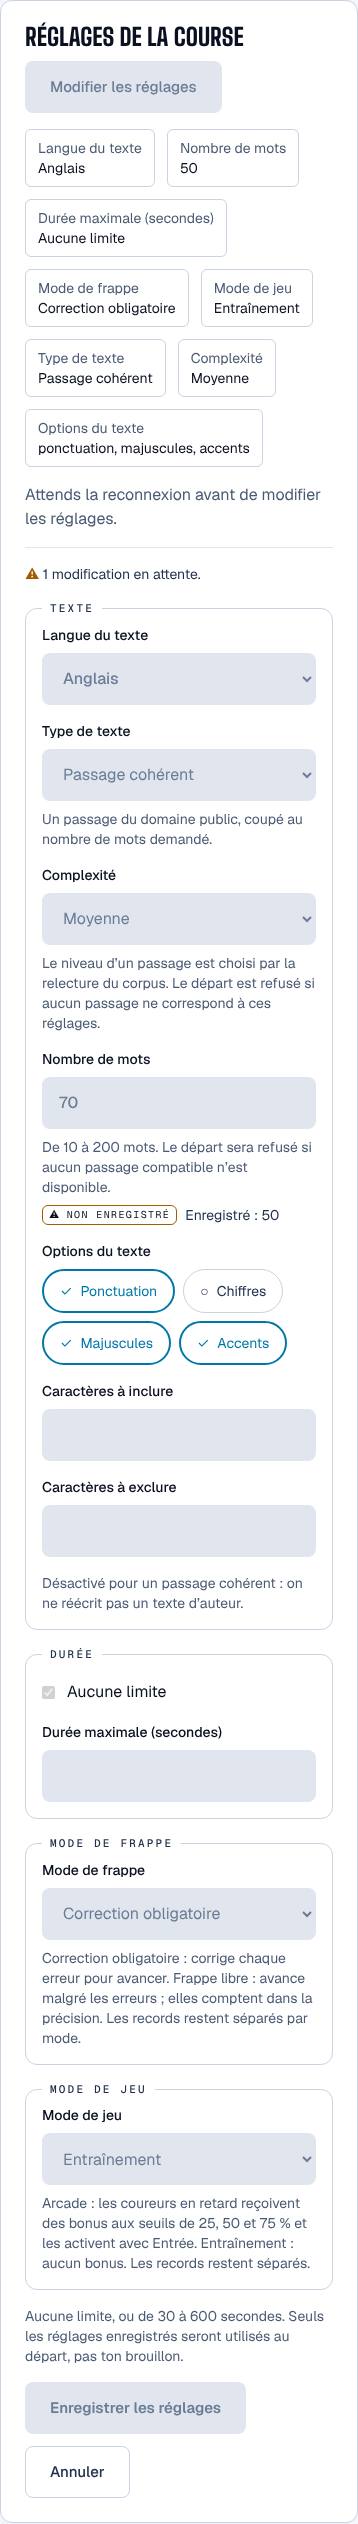 RÉGLAGES DE LA COURSE
Modifier les réglages
Langue du texte
Anglais
Nombre de mots
50
Durée maximale (secondes)
Aucune limite
Mode de frappe
Correction obligatoire
Mode de jeu
Entraînement
Type de texte
Passage cohérent
Complexité
Moyenne
Options du texte
ponctuation, majuscules, accents
Attends la reconnexion avant de modifier
les réglages.
1 modification en attente.
TEXTE
Langue du texte
Anglais
Type de texte
Passage cohérent
Un passage du domaine public, coupé au
nombre de mots demandé.
Complexité
Moyenne
Le niveau d’un passage est choisi par la
relecture du corpus. Le départ est refusé si
aucun passage ne correspond à ces
réglages.
Nombre de mots
70
De 10 à 200 mots. Le départ sera refusé si
aucun passage compatible n’est
disponible.
NON ENREGISTRÉ Enregistré : 50
Options du texte
✓ Ponctuation
○ Chiffres
✓ Majuscules
✓ Accents
Caractères à inclure
Caractères à exclure
Désactivé pour un passage cohérent : on
ne réécrit pas un texte d’auteur.
DURÉE
Aucune limite
Durée maximale (secondes)
MODE DE FRAPPE
Mode de frappe
Correction obligatoire
Correction obligatoire : corrige chaque
erreur pour avancer. Frappe libre : avance
malgré les erreurs ; elles comptent dans la
précision. Les records restent séparés par
mode.
MODE DE JEU
Mode de jeu
Entraînement
Arcade : les coureurs en retard reçoivent
des bonus aux seuils de 25, 50 et 75 % et
les activent avec Entrée. Entraînement :
aucun bonus. Les records restent séparés.
Aucune limite, ou de 30 à 600 secondes. Seuls
les réglages enregistrés seront utilisés au
départ, pas ton brouillon.
Enregistrer les réglages
Annuler